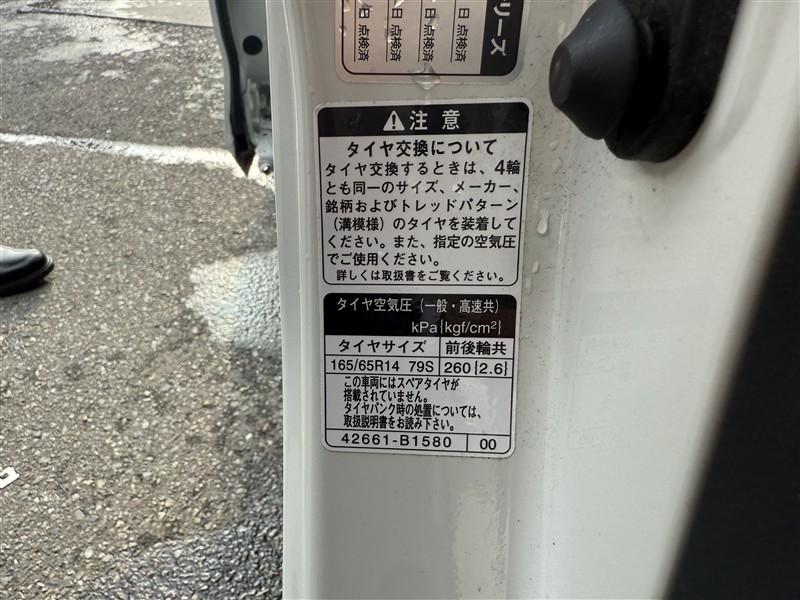 リーズ
日 点検済
日 点検済
日 点検済
日 点検済
注 意
タイヤ交換について
タイヤ交換するときは、4輪
とも同一のサイズ、メーカー、
銘柄およびトレッドパターン
（溝模様）のタイヤを装着して
ください。また、指定の空気圧
でご使用ください。
詳しくは取扱書をご覧ください。
タイヤ空気圧（一般・高速共）
kPa{kgf/cm²}
タイヤサイズ 前後輪共
165/65R14 79S 260{2.6}
この車両にはスペアタイヤが
搭載されていません。
タイヤパンク時の処置については、
取扱説明書をお読み下さい。
42661-B1580 00